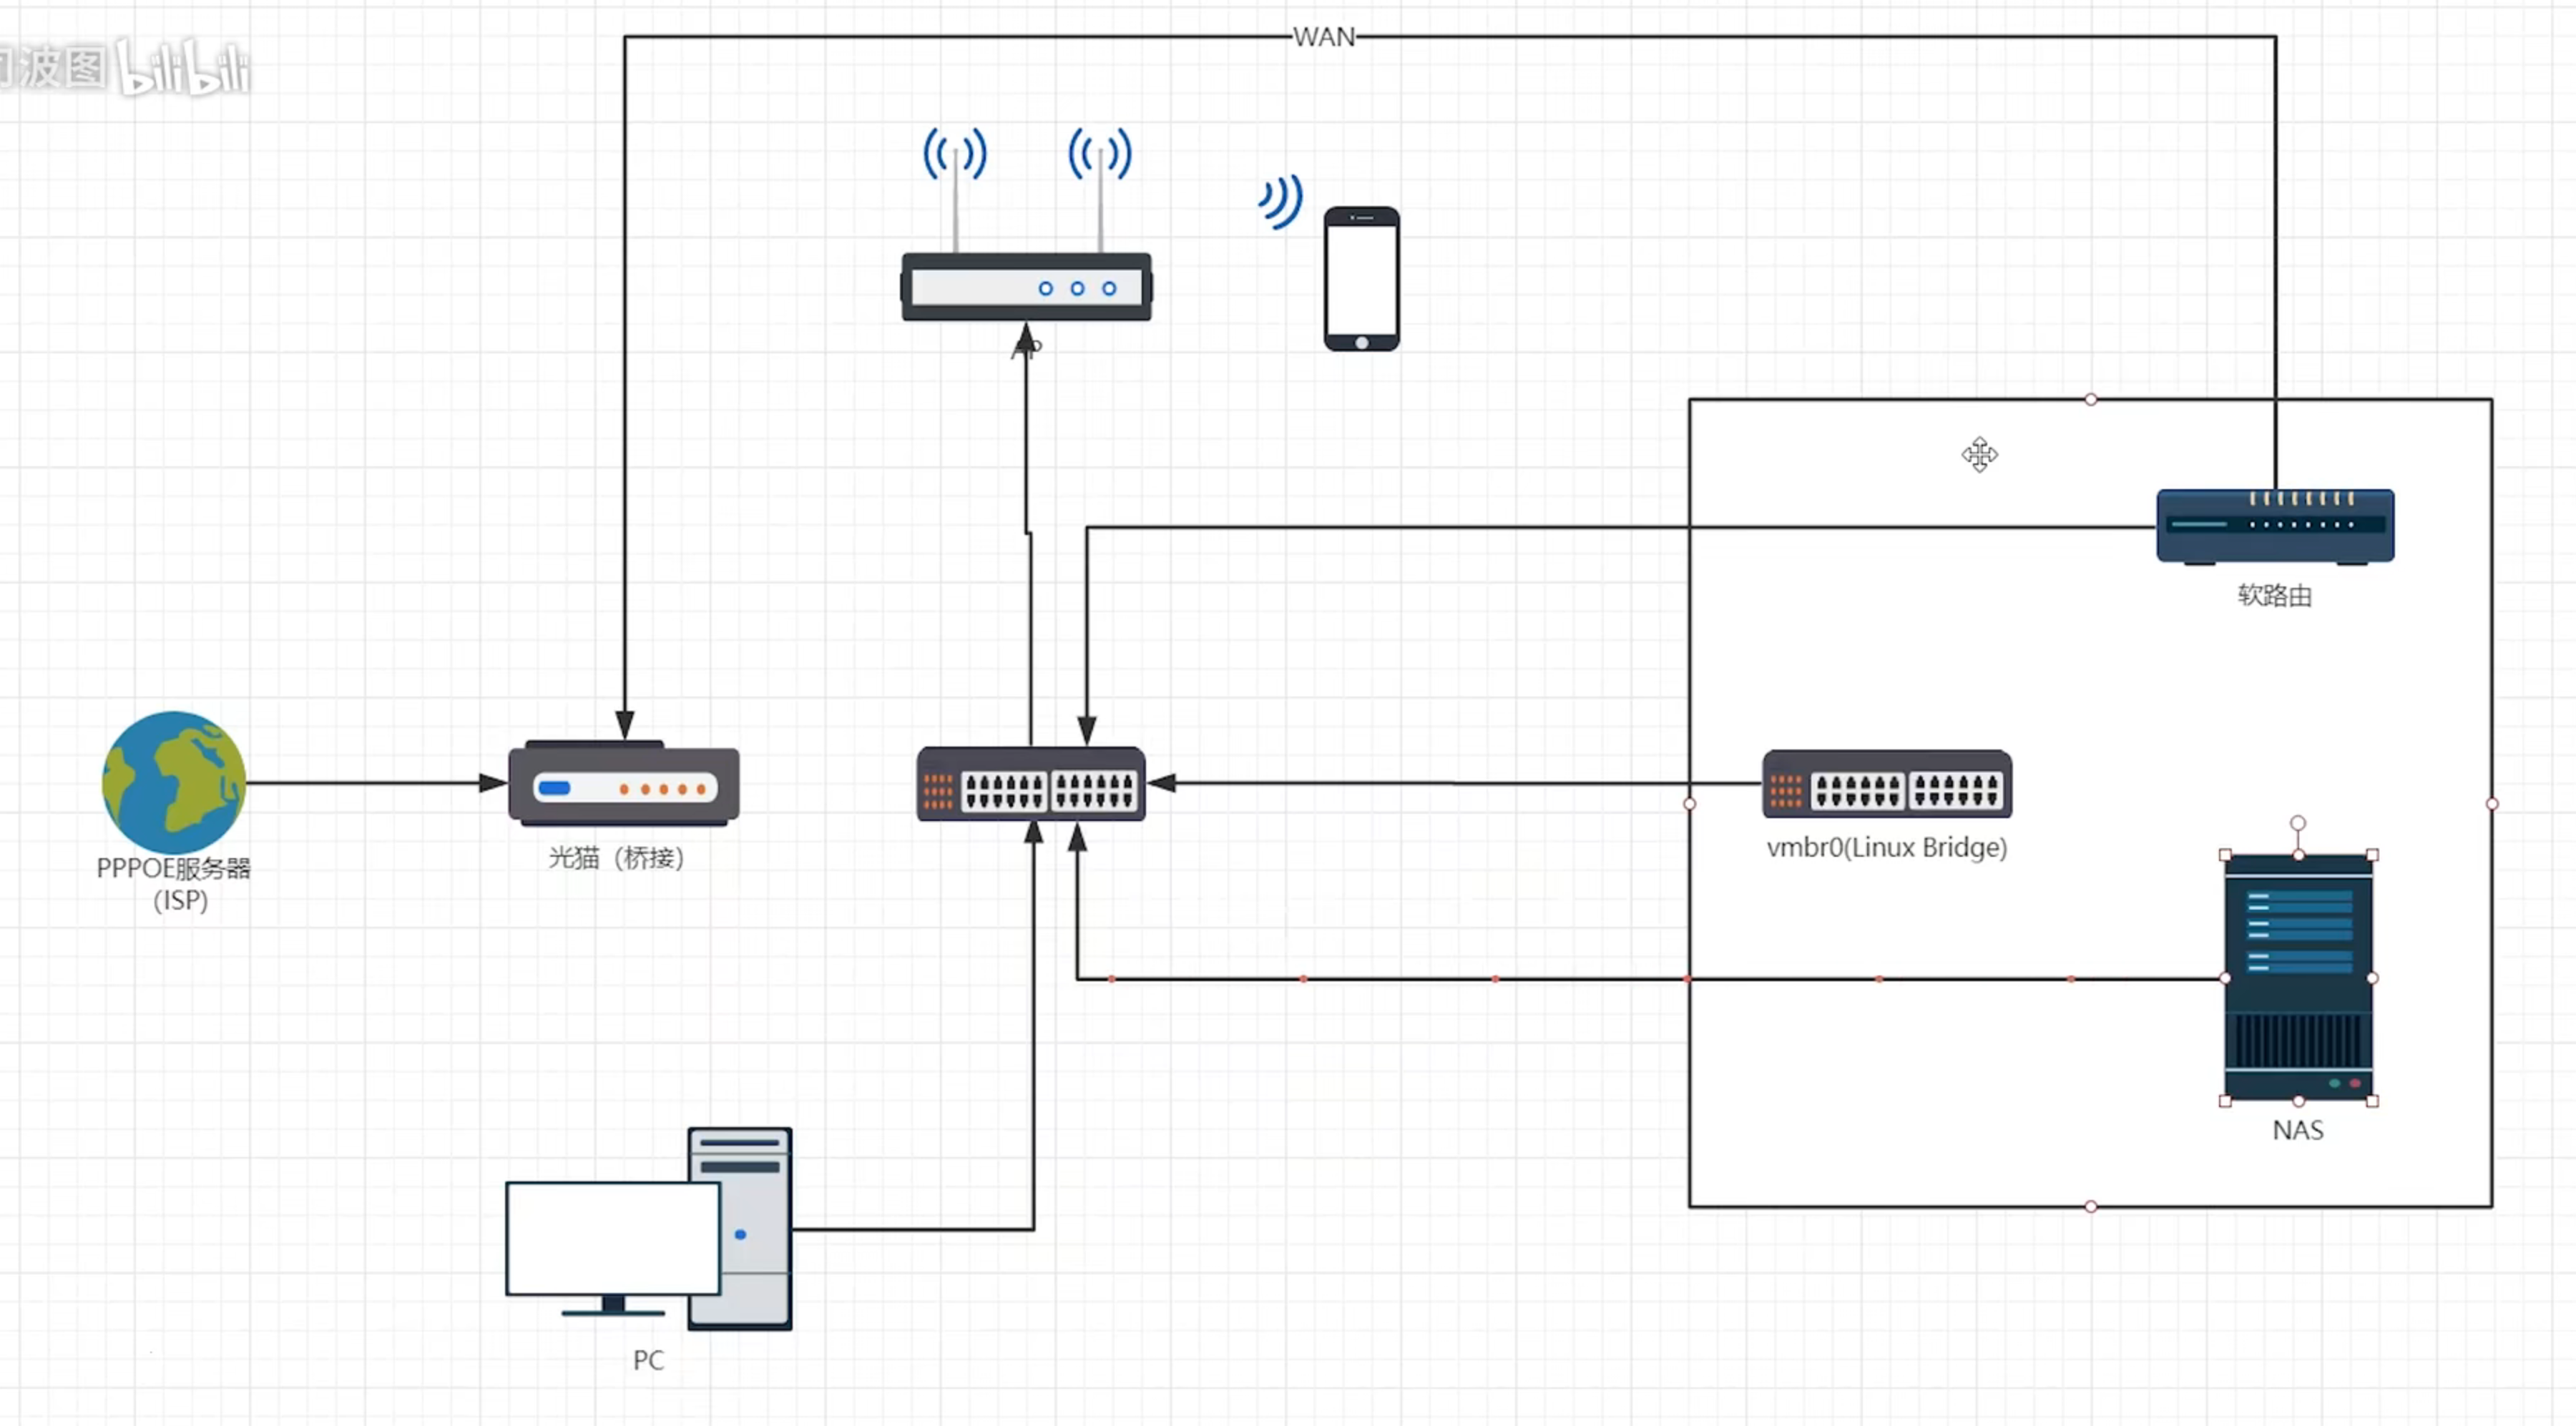 WAN
波图 bilibili
AP
软路由
vmbr0(Linux Bridge)
光猫（桥接）
PPPOE服务器
(ISP)
NAS
PC